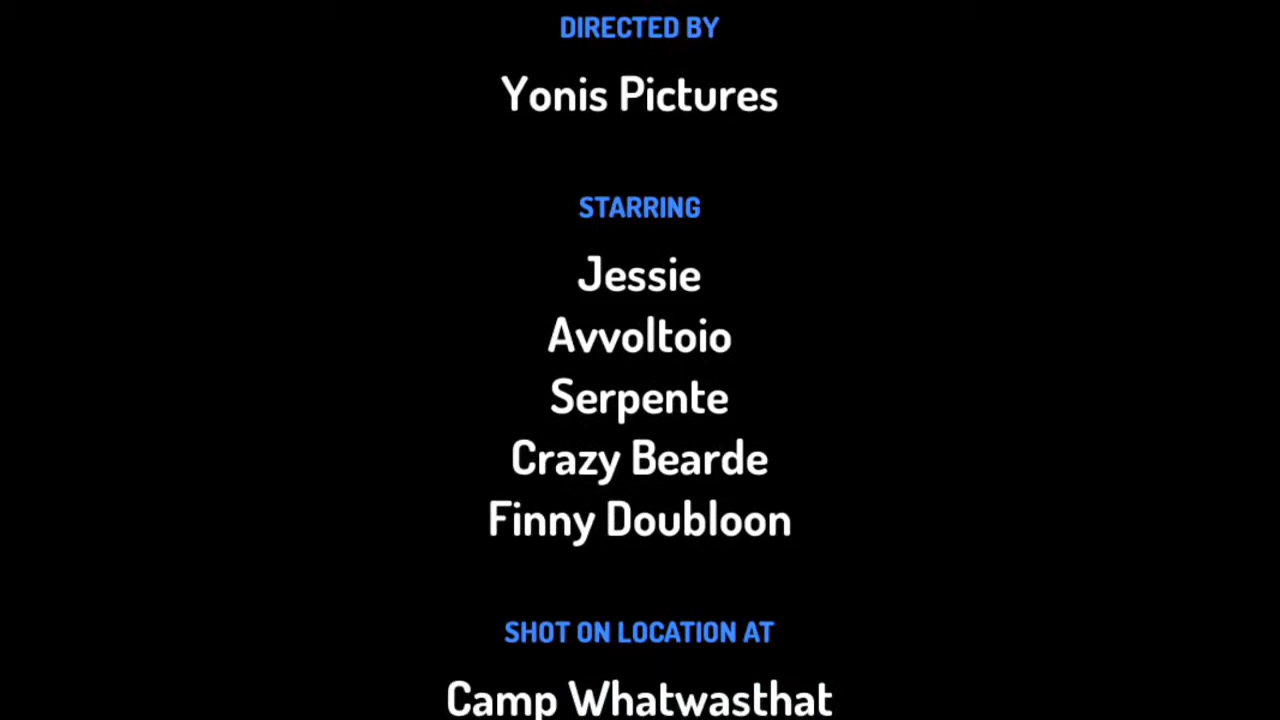 DIRECTED BY
Yonis Pictures
STARRING
Jessie
Avvoltoio
Serpente
Crazy Bearde
Finny Doubloon
SHOT ON LOCATION AT
Camp Whatwasthat